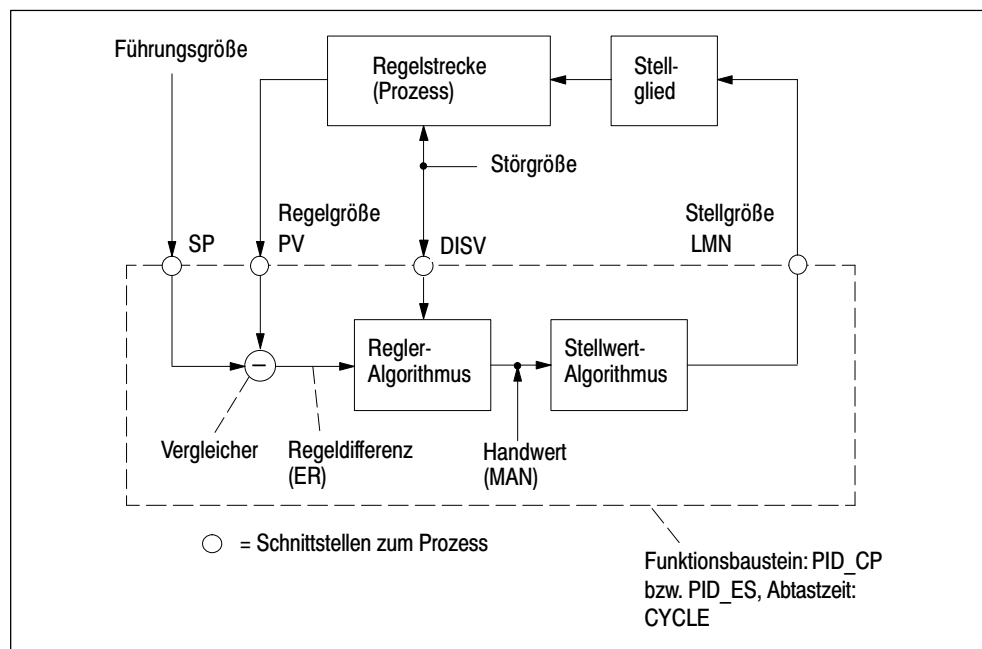 Führungsgröße
Regelstrecke
(Prozess)
Stell-
glied
Störgröße
Regelgröße
PV
SP
DISV
Stellgröße
LMN
Regler-
Algorithmus
Stellwert-
Algorithmus
–
Vergleicher
Regeldifferenz
(ER)
Handwert
(MAN)
= Schnittstellen zum Prozess
Funktionsbaustein: PID_CP
bzw. PID_ES, Abtastzeit:
CYCLE